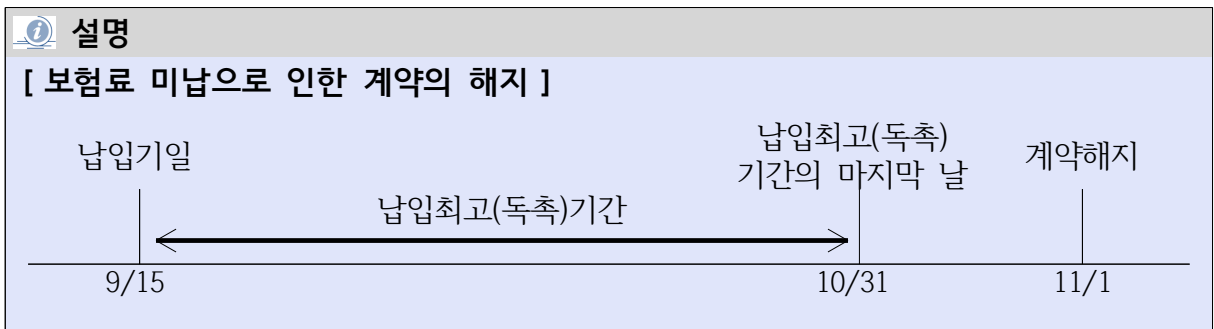 설명
[ 보험료 미납으로 인한 계약의 해지 ]
납입기일
납입최고(독촉)
기간의 마지막 날
계약해지
납입최고(독촉)기간
9/15
10/31
11/1